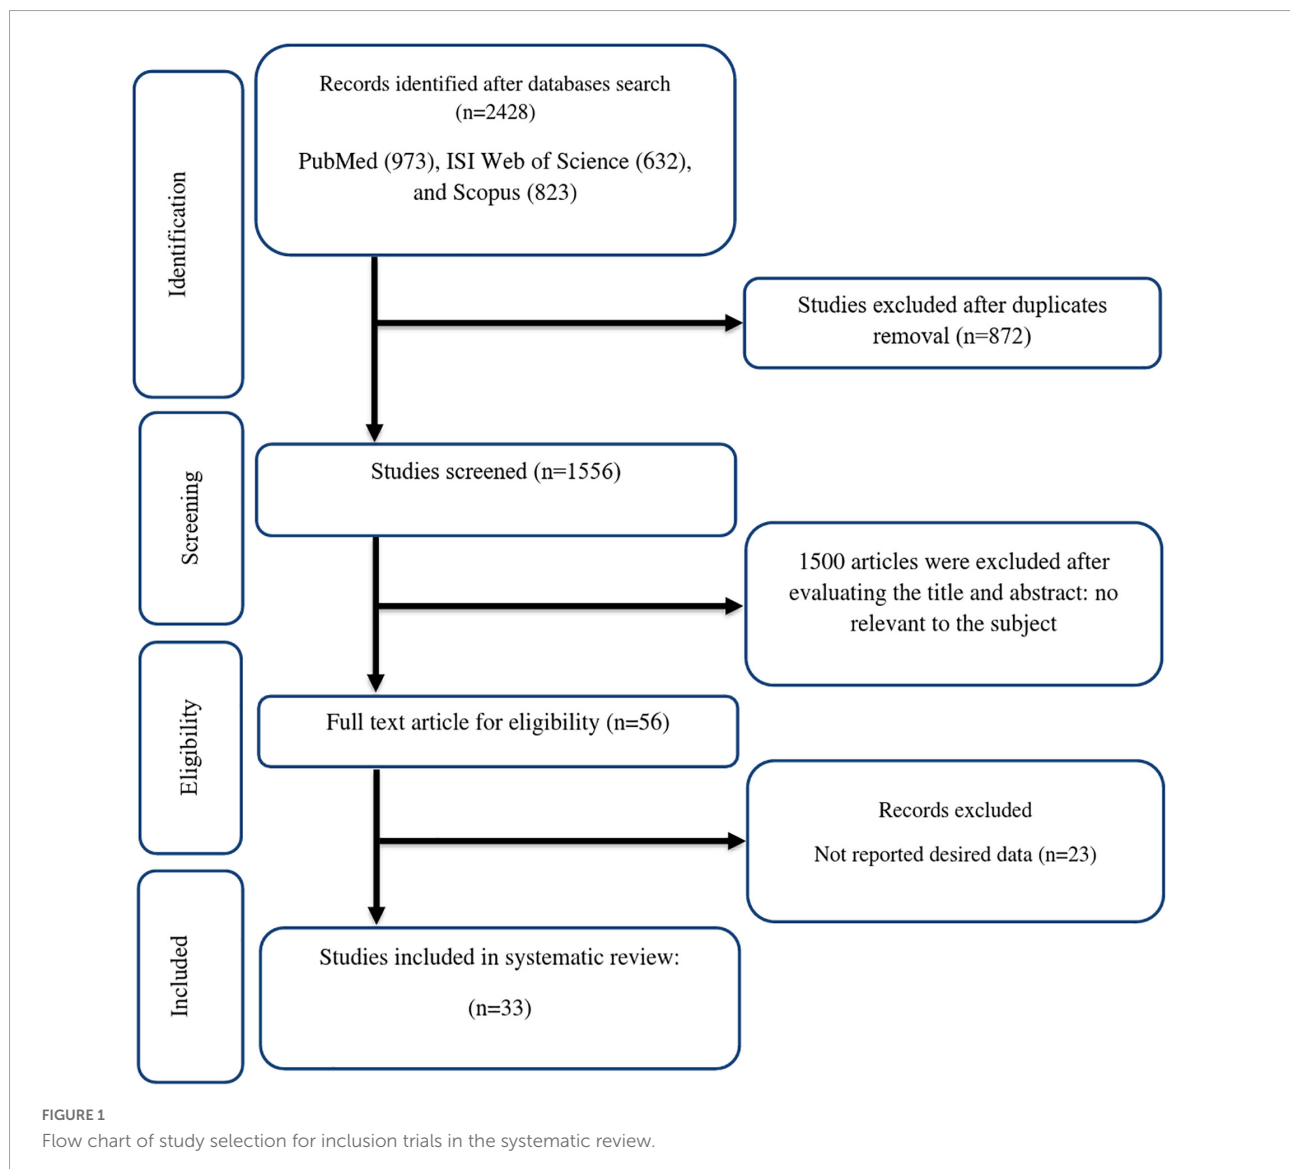 Identification
Records identified after databases search
(n=2428)
PubMed (973), ISI Web of Science (632),
and Scopus (823)
Studies excluded after duplicates
removal (n=872)
Screening
Studies screened (n=1556)
1500 articles were excluded after
evaluating the title and abstract: no
relevant to the subject
Eligibility
Full text article for eligibility (n=56)
Records excluded
Not reported desired data (n=23)
Included
Studies included in systematic review:
(n=33)
FIGURE 1
Flow chart of study selection for inclusion trials in the systematic review.